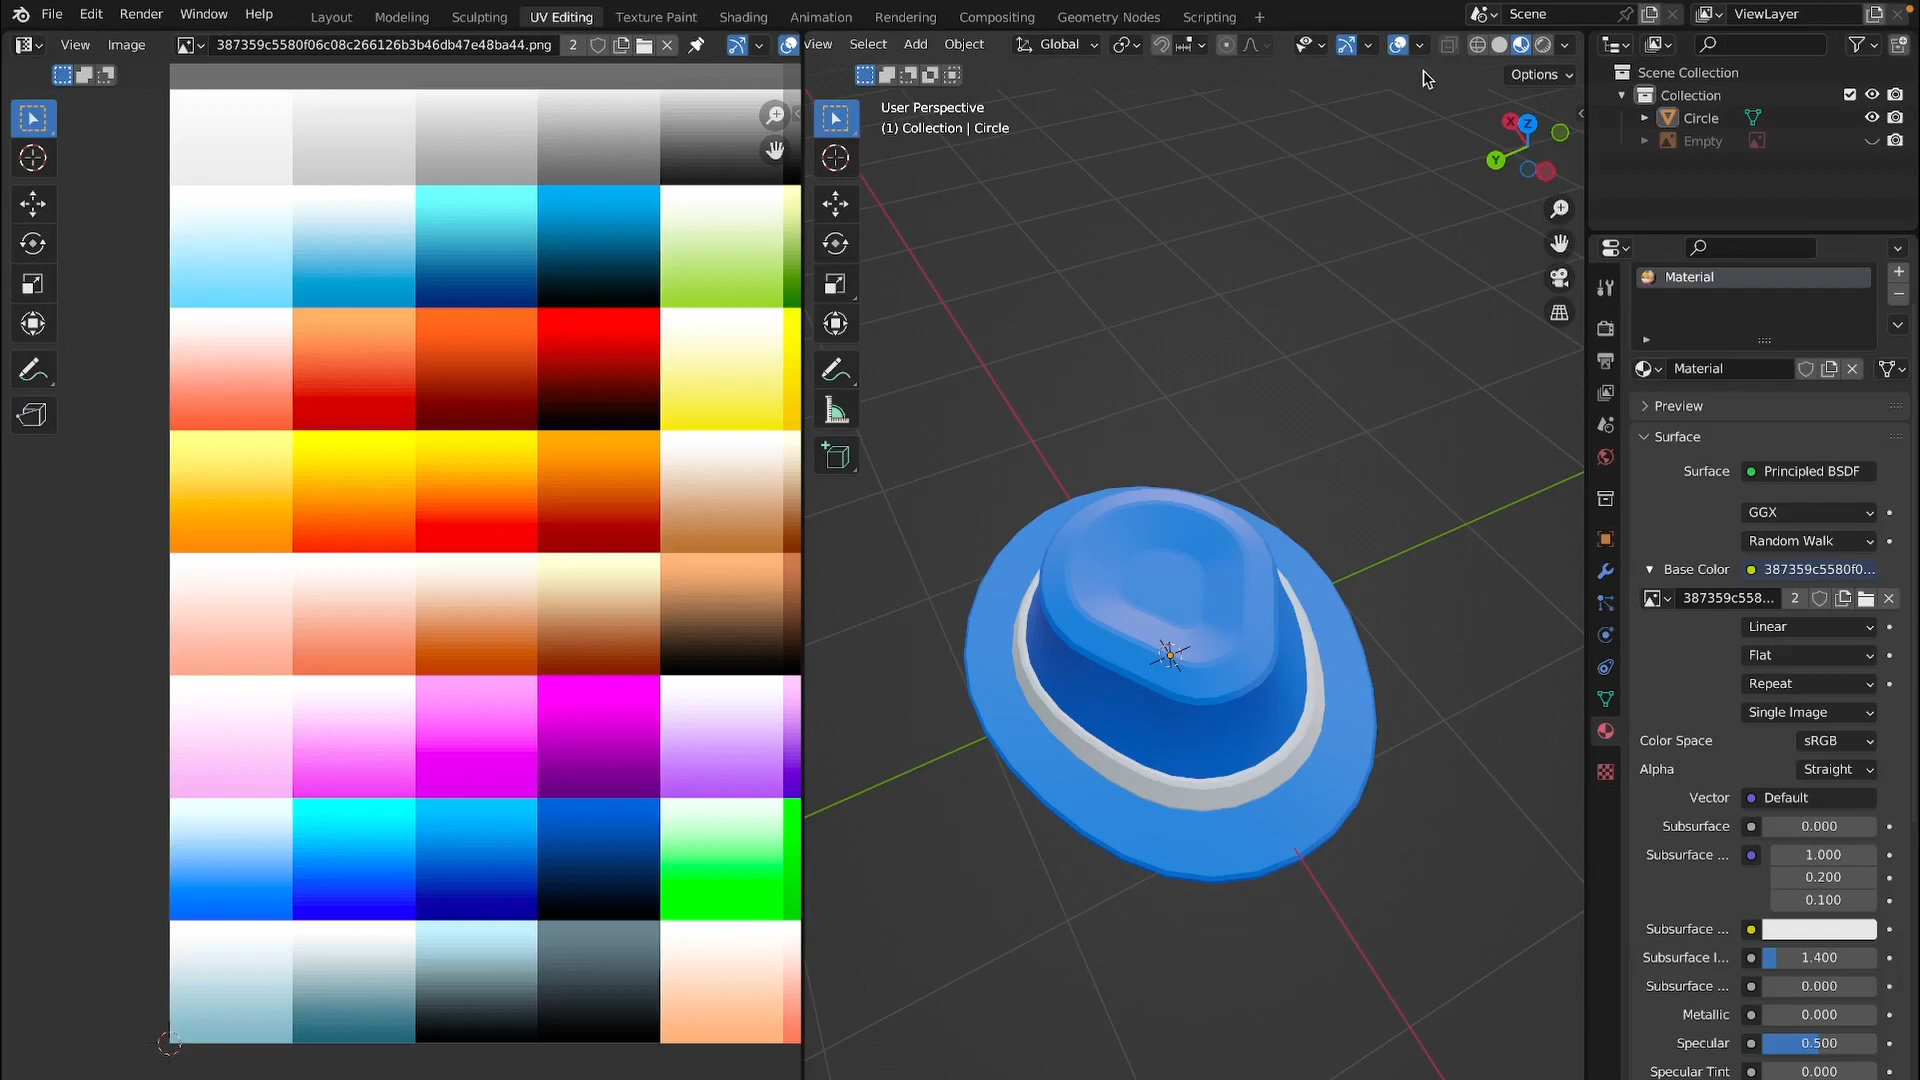 File Edit Render Window Help Layout Modeling Sculpting UV Editing Texture Paint Shading Animation Rendering Compositing Geometry Nodes Scripting + Scene ViewLayer
View Image 387359c5580f06c08c266126b3b46db47e48ba44.png 2 View Select Add Object Global
Options
User Perspective
(1) Collection | Circle
X
Z
Y
Scene Collection
Collection
Circle
Empty
Material
Material
Preview
Surface
Surface Principled BSDF
GGX
Random Walk
Base Color 387359c5580f0...
387359c558... 2
Linear
Flat
Repeat
Single Image
Color Space sRGB
Alpha Straight
Vector Default
Subsurface 0.000
Subsurface ... 1.000
0.200
0.100
Subsurface ...
Subsurface I... 1.400
Subsurface ... 0.000
Metallic 0.000
Specular 0.500
Specular Tint 0.000